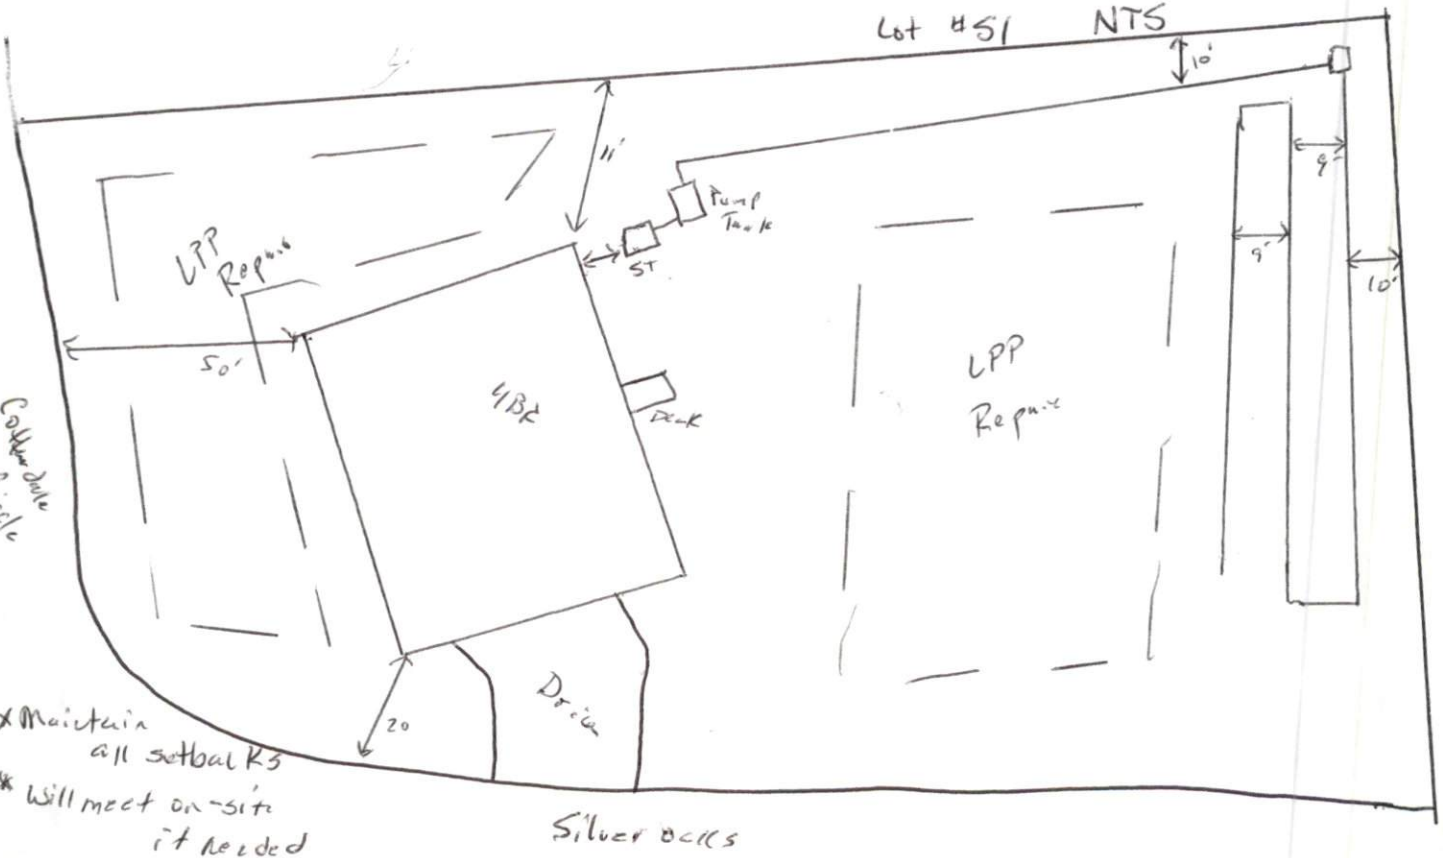 Lot #51 NTS
10'
11'
9'
Pump
Tank
LPP
Repair
ST
9'
10'
50'
4BR
Deck
LPP
Repair
Drive
20
* Maintain
all setbacks
* Will meet on-site
if needed
Silver oaks